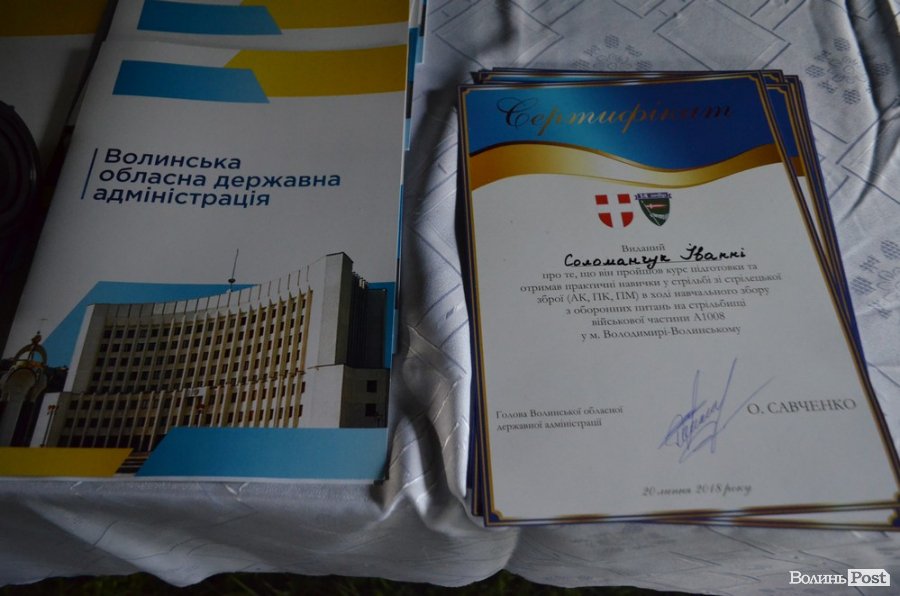 Волинська
обласна державна
адміністрація
Сертифікат
Виданий
Соломанчук Іванні
про те, що він пройшов курс підготовки та
отримав практичні навички у стрільбі зі стрілецької
зброї (АК, ПК, ПМ) в ході навчального збору
з оборонних питань на стрільбищі
військової частини А1008
у м. Володимирі-Волинському
Голова Волинської обласної
державної адміністрації
О. САВЧЕНКО
20 липня 2018 року
ВолиньPost